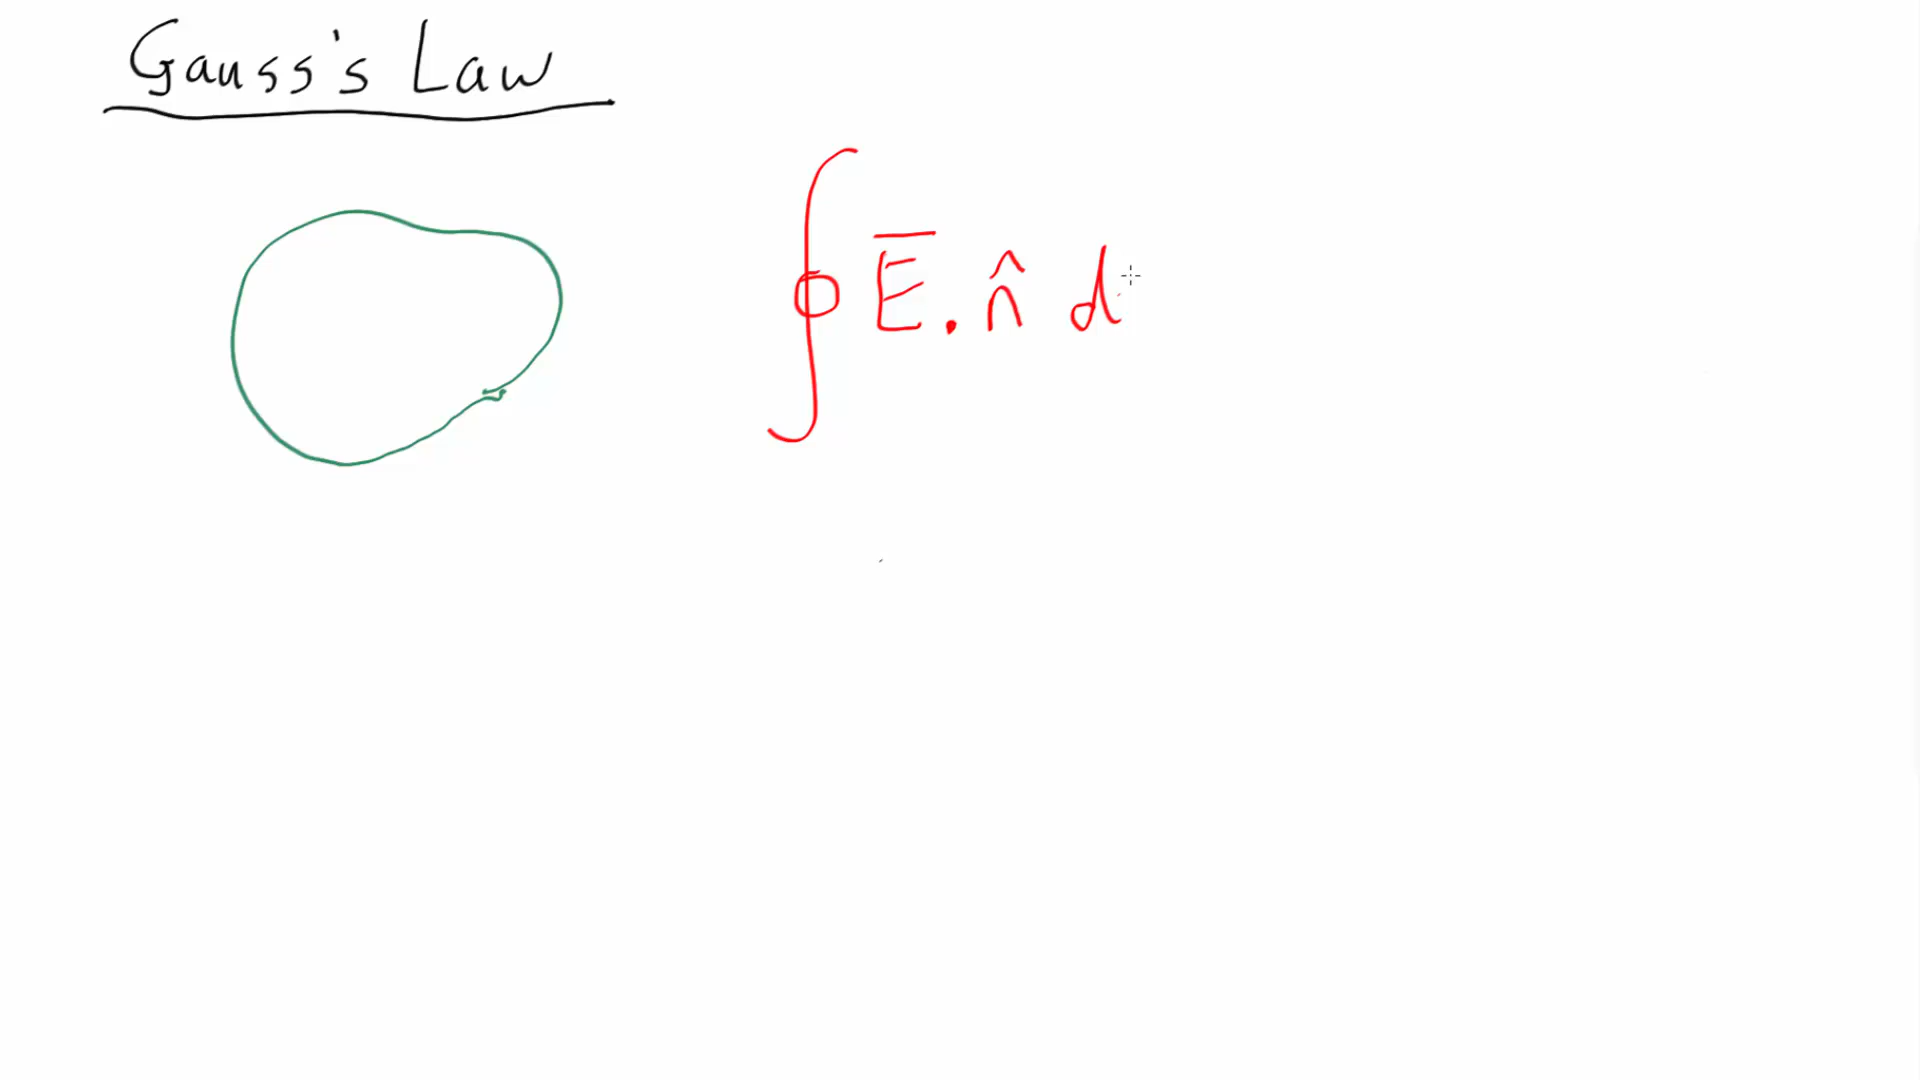 Gauss's Law
∮ E̅ . n̂ d